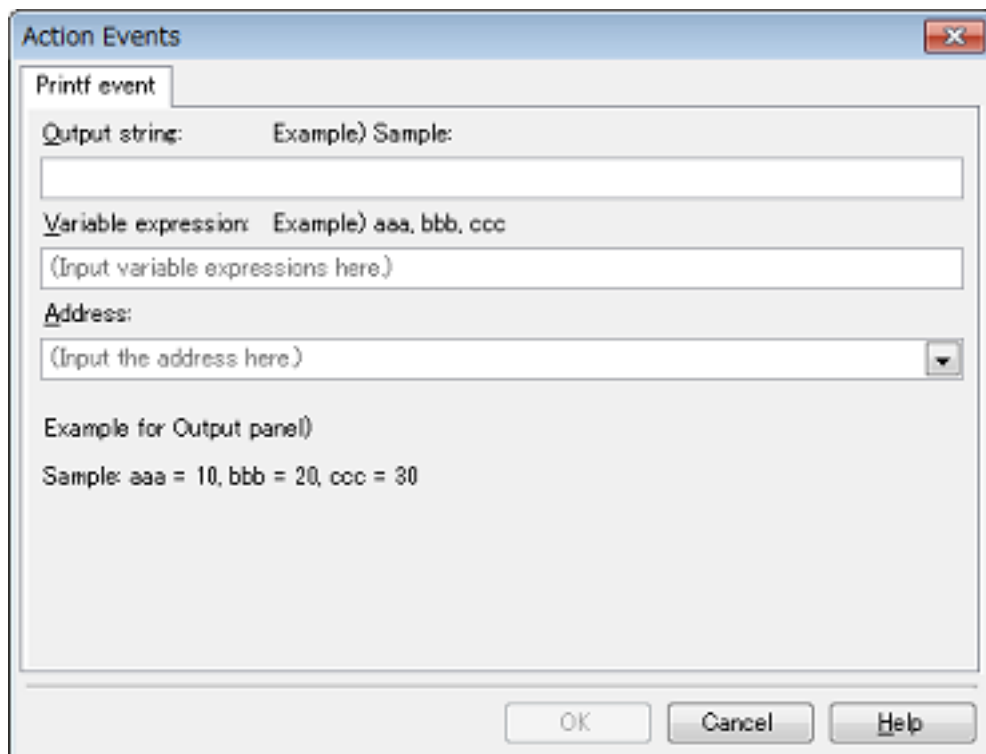 Action Events
Printf event
Output string: Example) Sample:
Variable expression: Example) aaa, bbb, ccc
(Input variable expressions here.)
Address:
(Input the address here.)
Example for Output panel)
Sample: aaa = 10, bbb = 20, ccc = 30
OK Cancel Help